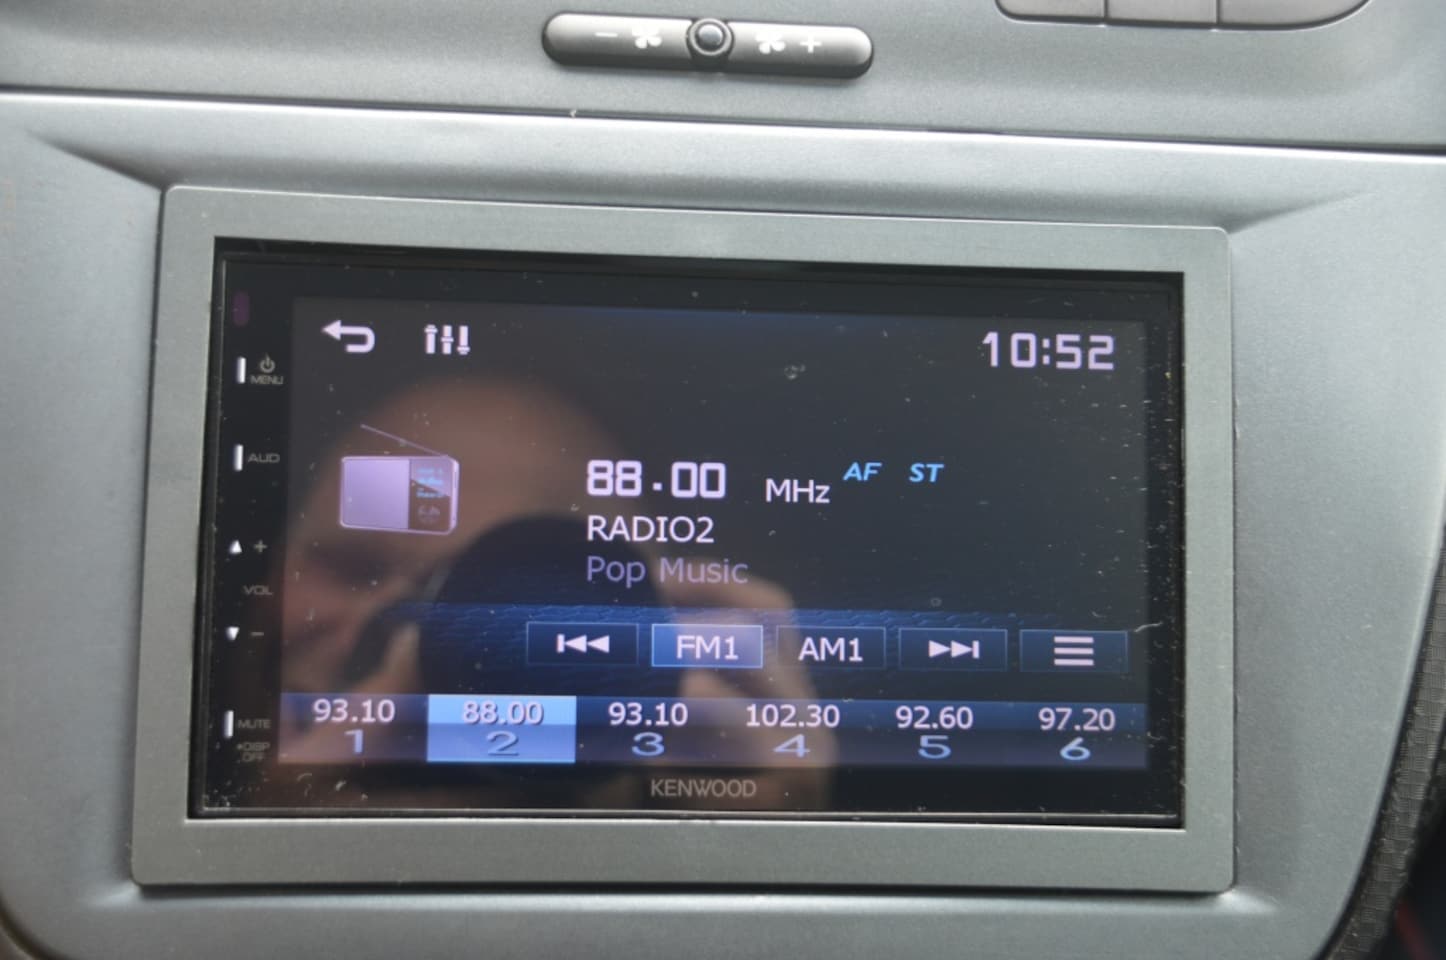 - +
10:52
MENU
AUD
88.00 MHz AF ST
RADIO2
Pop Music
+
VOL
-
FM1 AM1
93.10 88.00 93.10 102.30 92.60 97.20
1 2 3 4 5 6
MUTE
•DISP
OFF
KENWOOD